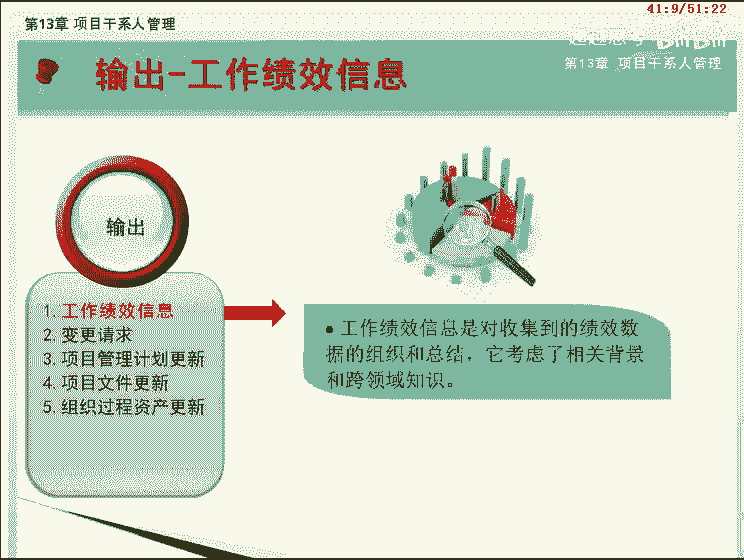 41:9/51:22
第13章 项目干系人管理
第13章 项目干系人管理
输出-工作绩效信息
输出
1. 工作绩效信息
2. 变更请求
3. 项目管理计划更新
4. 项目文件更新
5. 组织过程资产更新
● 工作绩效信息是对收集到的绩效数
据的组织和总结，它考虑了相关背景
和跨领域知识。